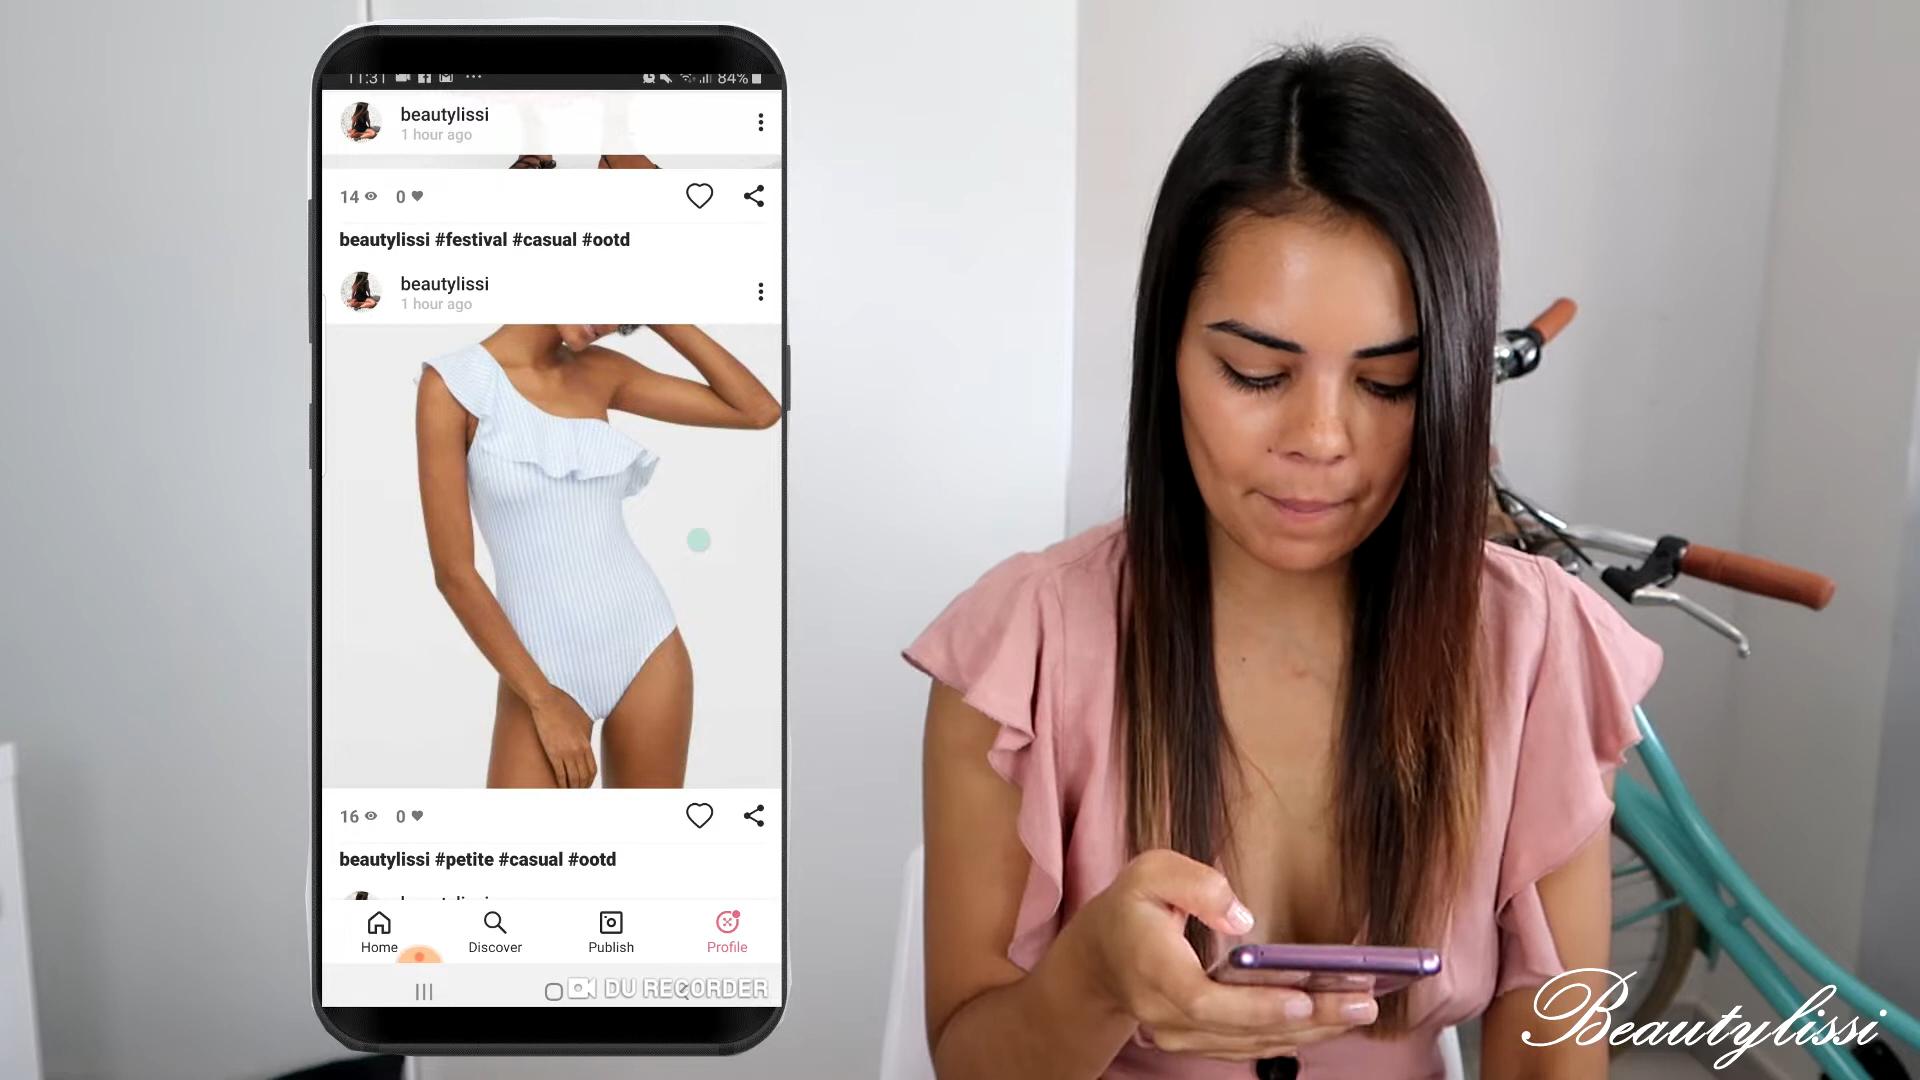 11:31 84%
beautylissi
1 hour ago
14 0
beautylissi #festival #casual #ootd
beautylissi
1 hour ago
16 0
beautylissi #petite #casual #ootd
Home Discover Publish Profile
DU RECORDER
Beautylissi